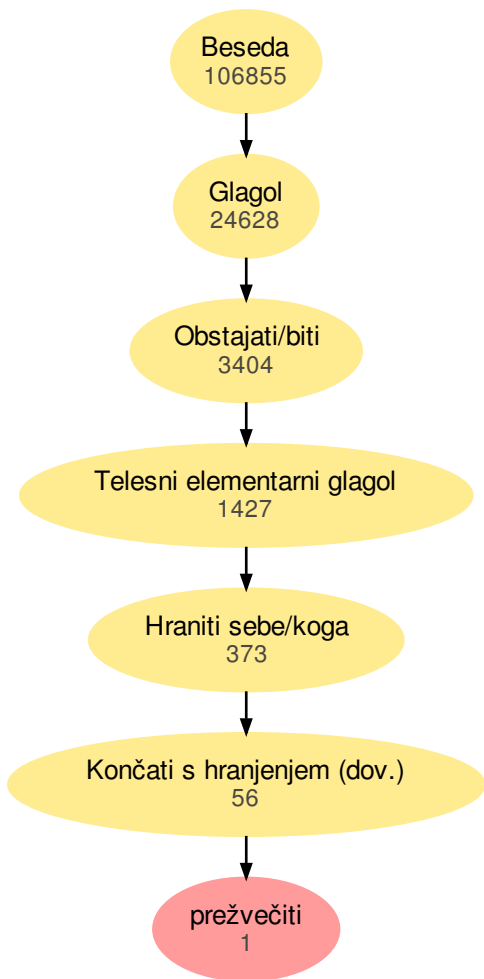 Beseda
106855
Glagol
24628
Obstajati/biti
3404
Telesni elementarni glagol
1427
Hraniti sebe/koga
373
Končati s hranjenjem (dov.)
56
prežvečiti
1